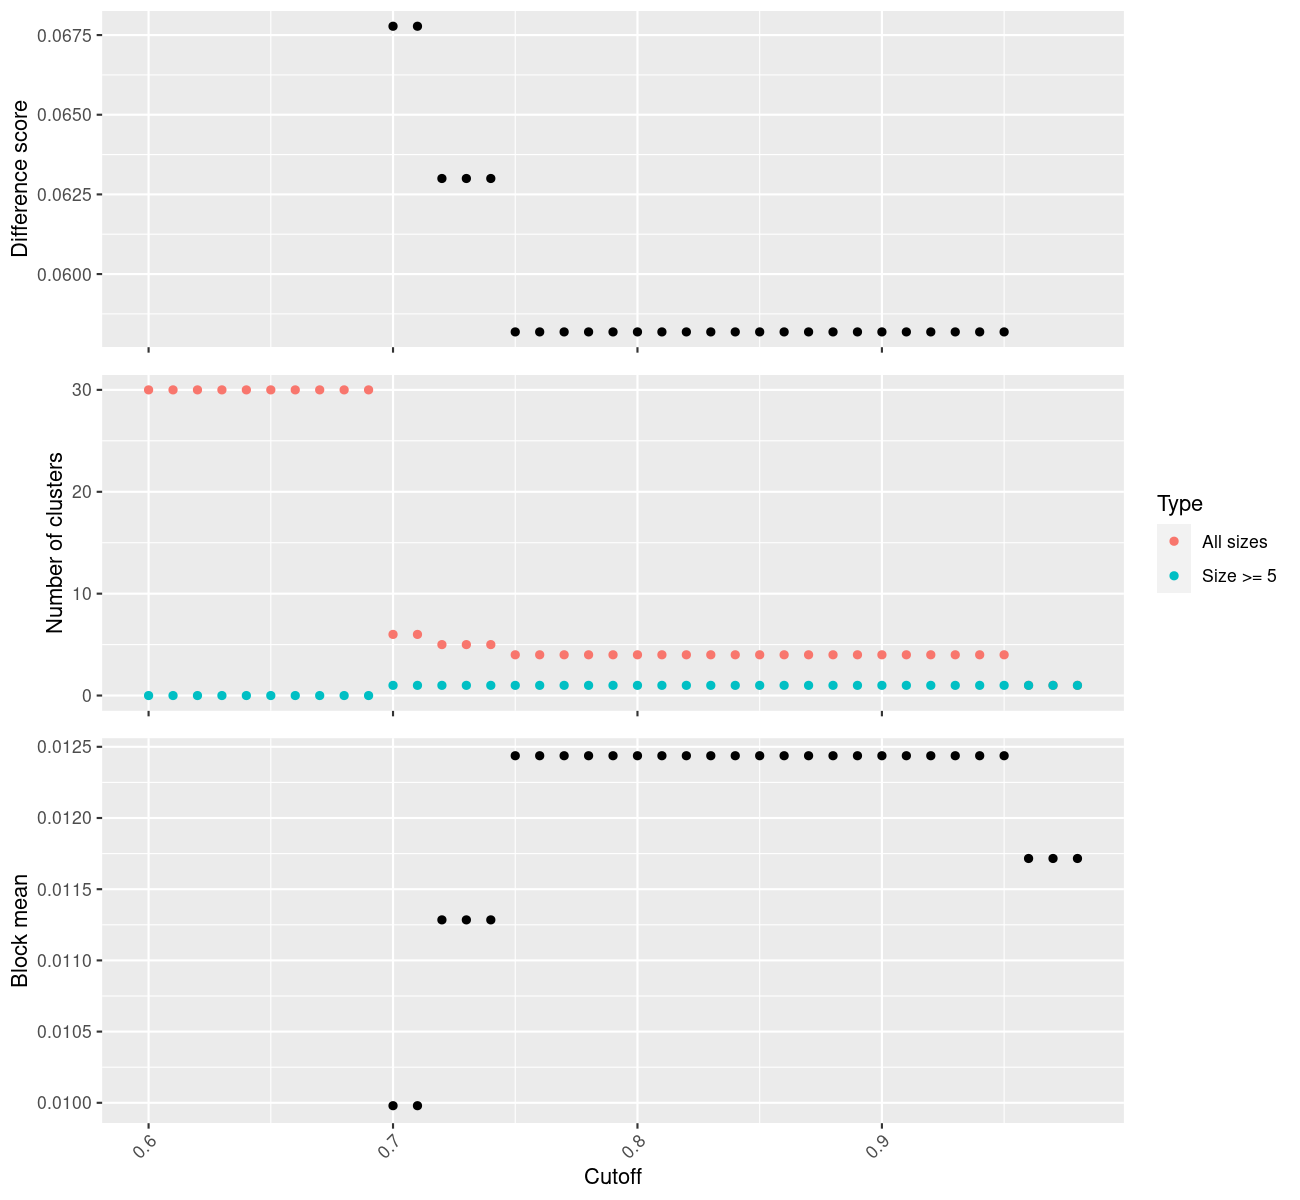 Difference score
0.0675
0.0650
0.0625
0.0600
Number of clusters
30
20
10
0
Type
All sizes
Size >= 5
Block mean
0.0125
0.0120
0.0115
0.0110
0.0105
0.0100
0.6
0.7
0.8
0.9
Cutoff